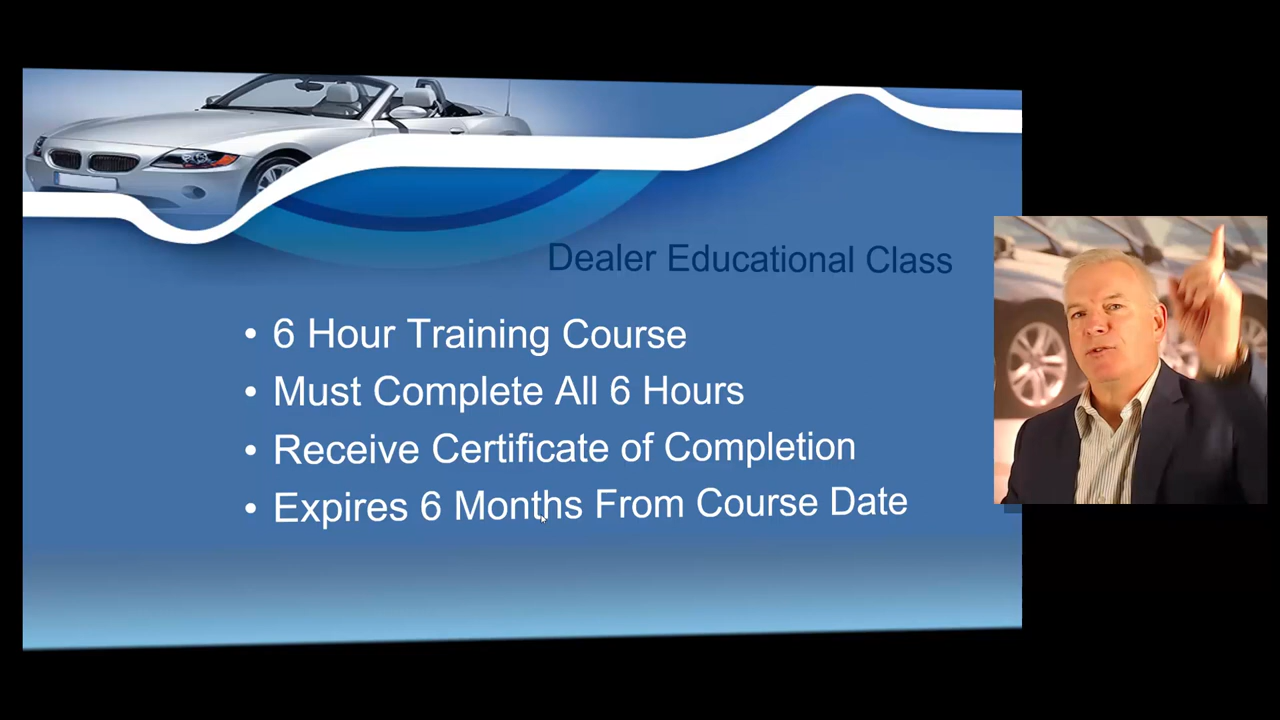 Dealer Educational Class
• 6 Hour Training Course
• Must Complete All 6 Hours
• Receive Certificate of Completion
• Expires 6 Months From Course Date